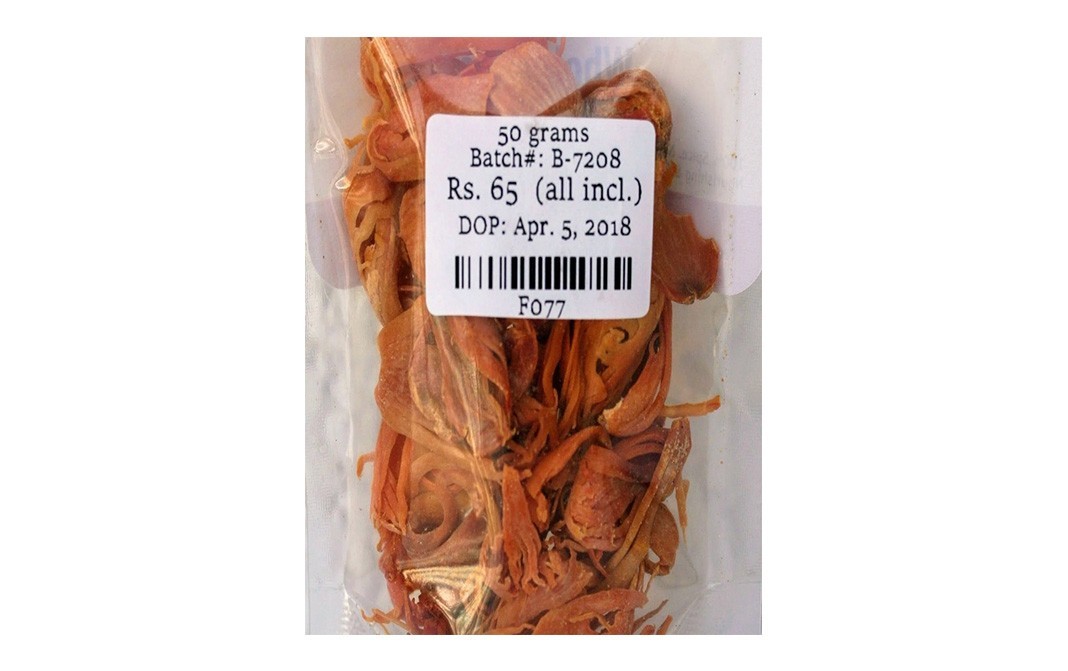 50 grams
Batch#: B-7208
Rs. 65 (all incl.)
DOP: Apr. 5, 2018
F077